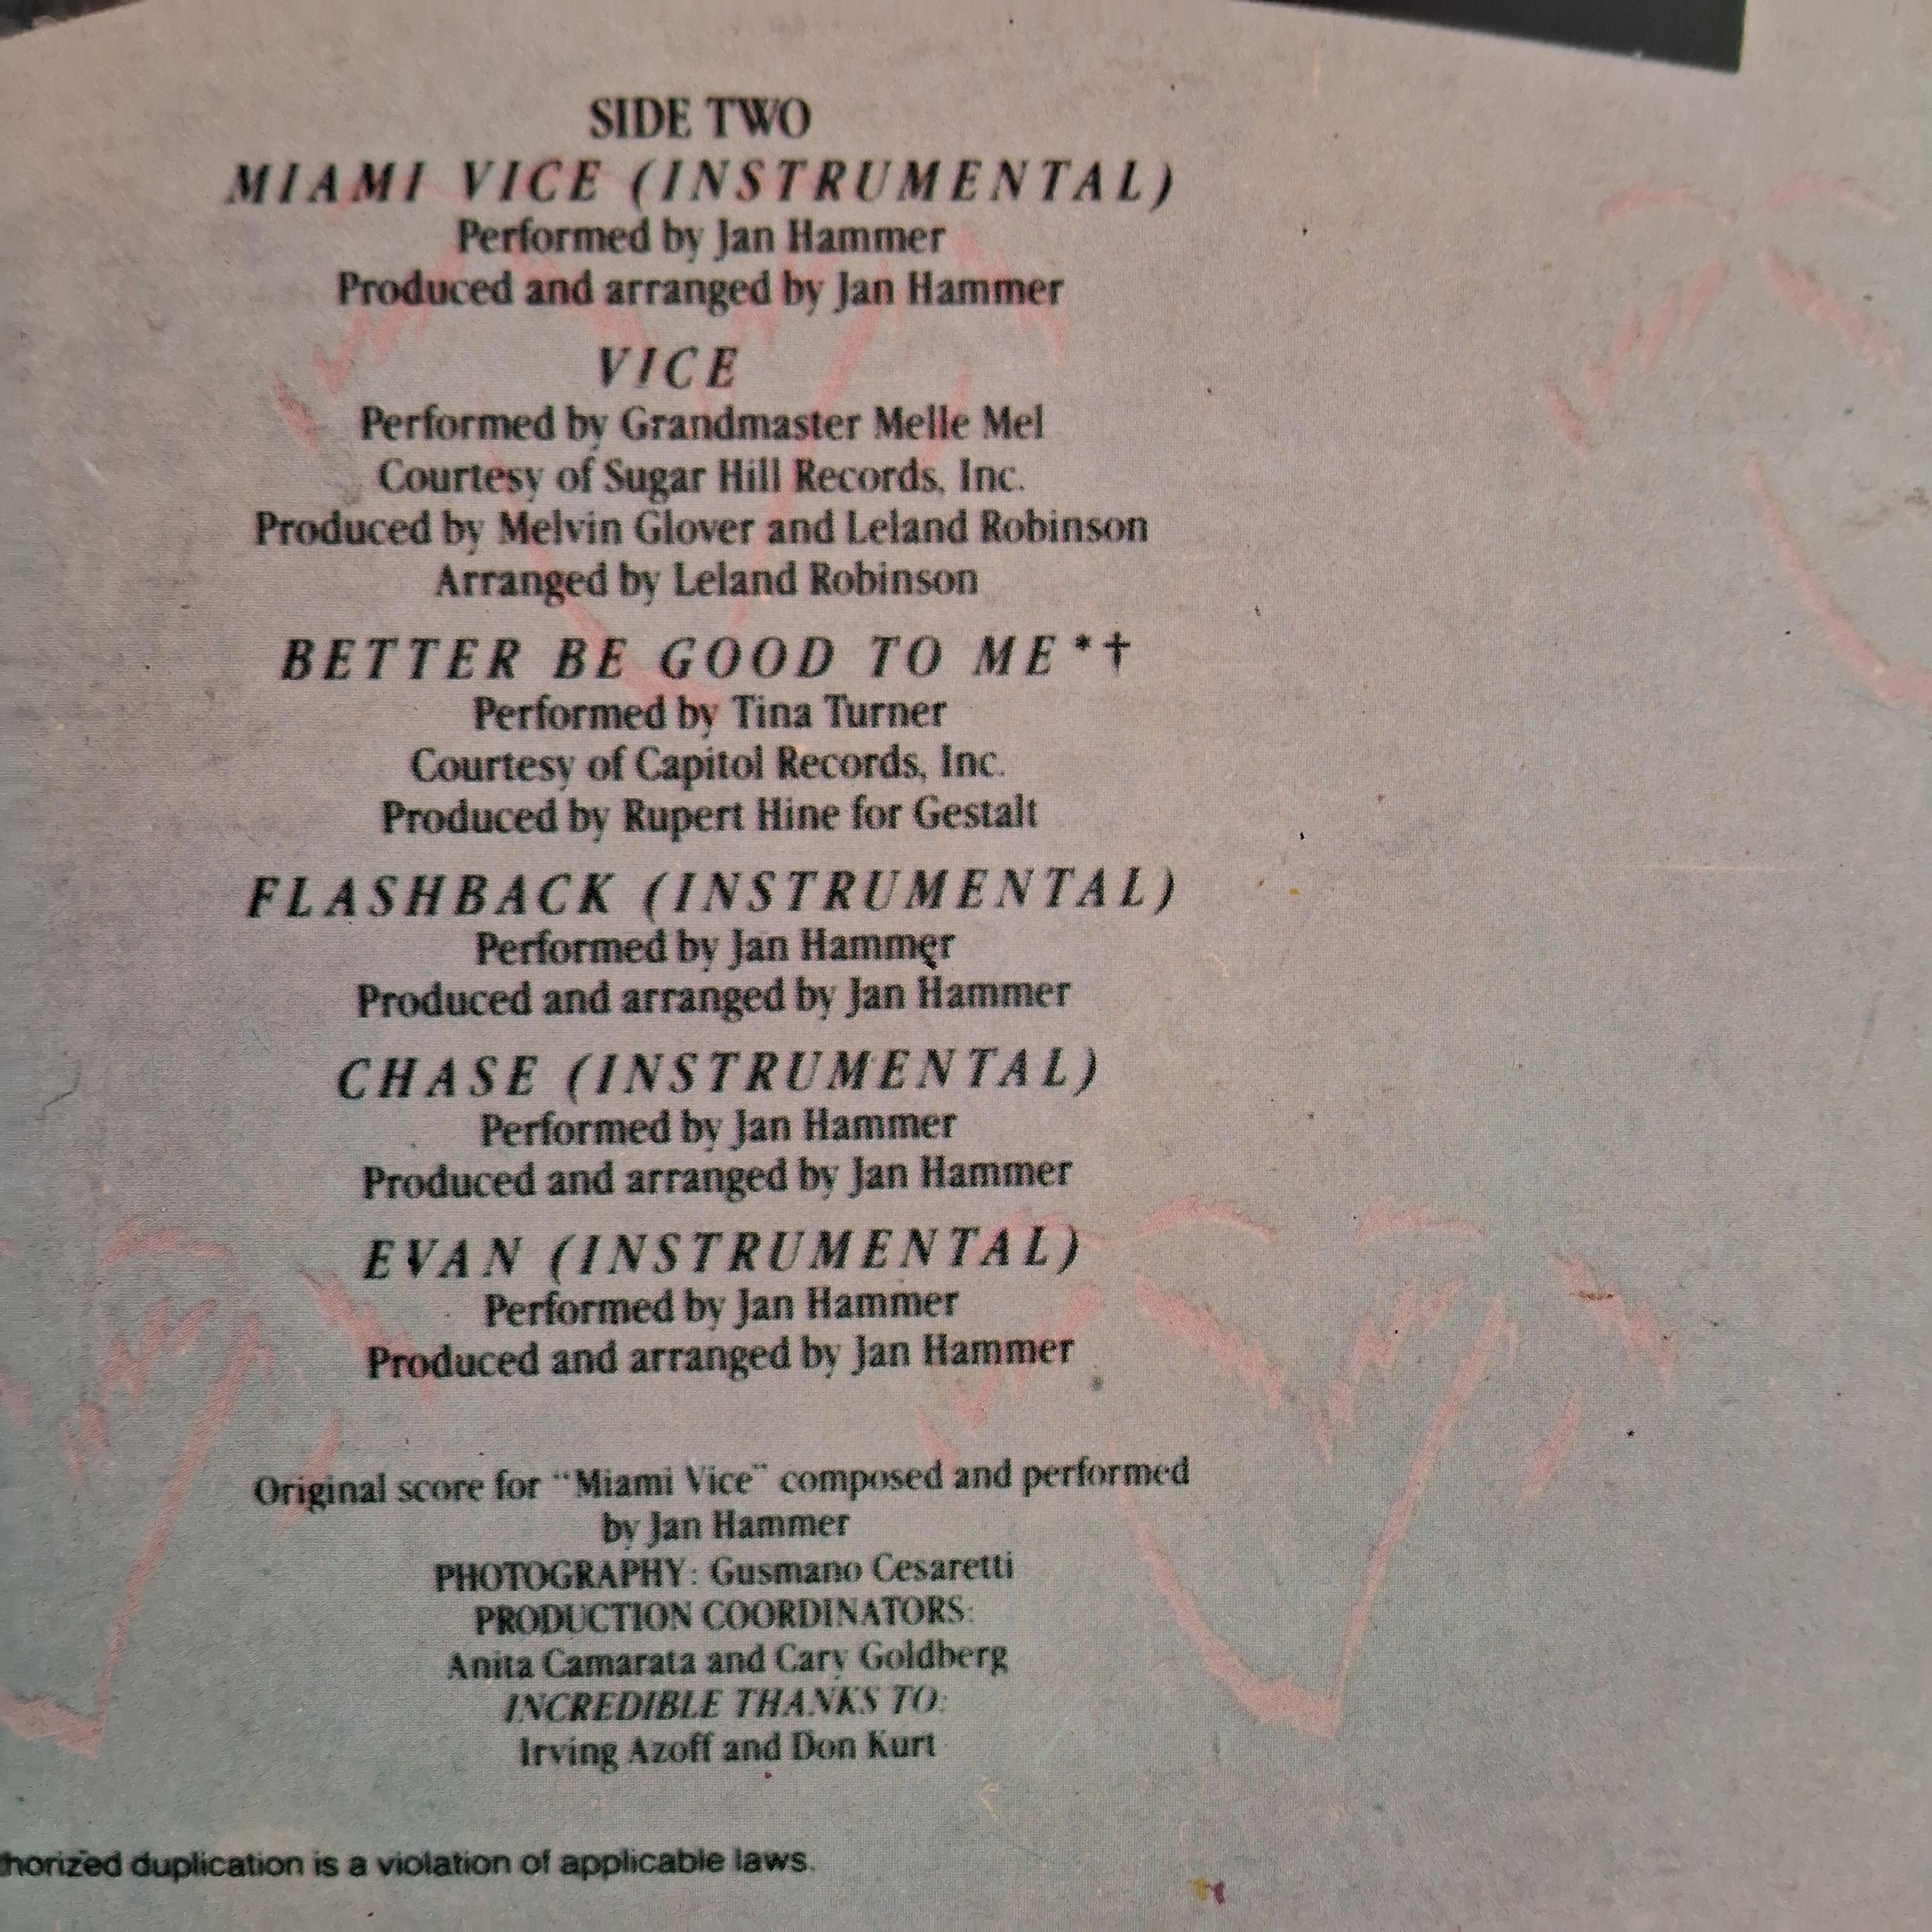 SIDE TWO
MIAMI VICE (INSTRUMENTAL)
Performed by Jan Hammer
Produced and arranged by Jan Hammer
VICE
Performed by Grandmaster Melle Mel
Courtesy of Sugar Hill Records, Inc.
Produced by Melvin Glover and Leland Robinson
Arranged by Leland Robinson
BETTER BE GOOD TO ME*†
Performed by Tina Turner
Courtesy of Capitol Records, Inc.
Produced by Rupert Hine for Gestalt
FLASHBACK (INSTRUMENTAL)
Performed by Jan Hammer
Produced and arranged by Jan Hammer
CHASE (INSTRUMENTAL)
Performed by Jan Hammer
Produced and arranged by Jan Hammer
EVAN (INSTRUMENTAL)
Performed by Jan Hammer
Produced and arranged by Jan Hammer
Original score for "Miami Vice" composed and performed
by Jan Hammer
PHOTOGRAPHY: Gusmano Cesaretti
PRODUCTION COORDINATORS:
Anita Camarata and Cary Goldberg
INCREDIBLE THANKS TO:
Irving Azoff and Don Kurt
horized duplication is a violation of applicable laws.